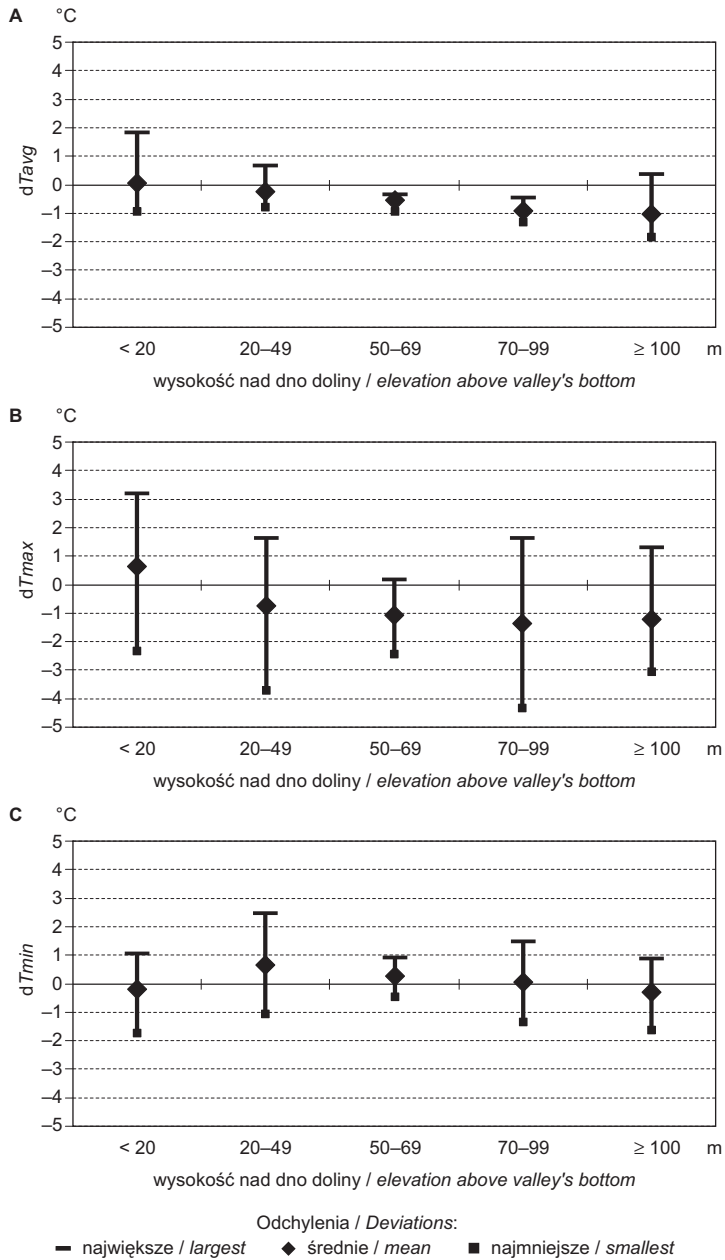 A °C
5
4
3
2
1
0
–1
–2
–3
–4
–5
dTavg
< 20 20–49 50–69 70–99 ≥ 100 m
wysokość nad dno doliny / elevation above valley's bottom
B °C
5
4
3
2
1
0
–1
–2
–3
–4
–5
dTmax
< 20 20–49 50–69 70–99 ≥ 100 m
wysokość nad dno doliny / elevation above valley's bottom
C °C
5
4
3
2
1
0
–1
–2
–3
–4
–5
dTmin
< 20 20–49 50–69 70–99 ≥ 100 m
wysokość nad dno doliny / elevation above valley's bottom
Odchylenia / Deviations:
największe / largest średnie / mean najmniejsze / smallest